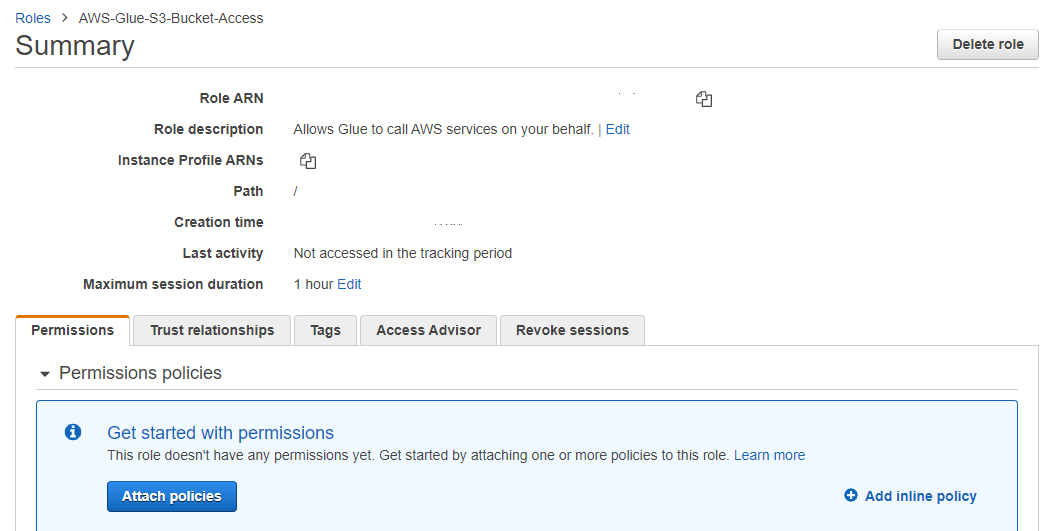 Roles > AWS-Glue-S3-Bucket-Access
Summary
Delete role
Role ARN
Role description Allows Glue to call AWS services on your behalf. | Edit
Instance Profile ARNs
Path /
Creation time
Last activity Not accessed in the tracking period
Maximum session duration 1 hour Edit
Permissions Trust relationships Tags Access Advisor Revoke sessions
Permissions policies
Get started with permissions
This role doesn't have any permissions yet. Get started by attaching one or more policies to this role. Learn more
Attach policies Add inline policy